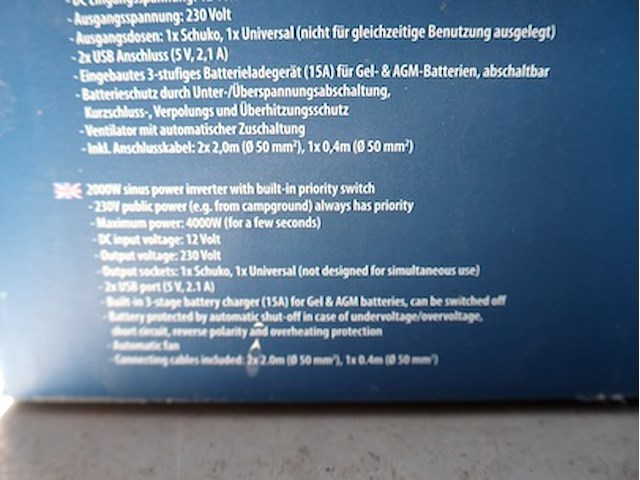 - DC Eingangsspannung: 12 Volt
- Ausgangsspannung: 230 Volt
- Ausgangsdosen: 1x Schuko, 1x Universal (nicht für gleichzeitige Benutzung ausgelegt)
- 2x USB Anschluss (5 V, 2,1 A)
- Eingebautes 3-stufiges Batterieladegerät (15A) für Gel- & AGM-Batterien, abschaltbar
- Batterieschutz durch Unter-/Überspannungsabschaltung,
Kurzschluss-, Verpolungs und Überhitzungsschutz
- Ventilator mit automatischer Zuschaltung
- Inkl. Anschlusskabel: 2x 2,0m (Ø 50 mm²), 1x 0,4m (Ø 50 mm²)
2000W sinus power inverter with built-in priority switch
- 230V public power (e.g. from campground) always has priority
- Maximum power: 4000W (for a few seconds)
- DC input voltage: 12 Volt
- Output voltage: 230 Volt
- Output sockets: 1x Schuko, 1x Universal (not designed for simultaneous use)
- 2x USB port (5 V, 2.1 A)
- Built-in 3-stage battery charger (15A) for Gel & AGM batteries, can be switched off
- Battery protected by automatic shut-off in case of undervoltage/overvoltage,
short circuit, reverse polarity and overheating protection
- Automatic fan
- Connecting cables included: 2x 2.0m (Ø 50 mm²), 1x 0.4m (Ø 50 mm²)